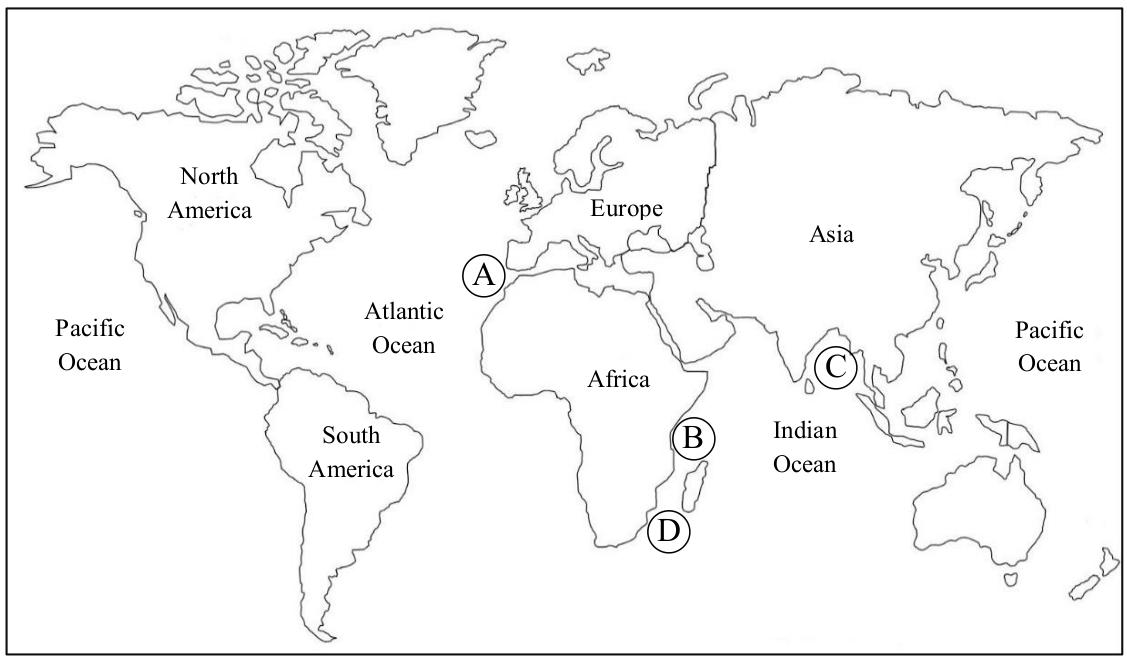 North
America
Europe
Asia
A
Atlantic
Ocean
Pacific
Ocean
Pacific
Ocean
Africa
C
South
America
B
Indian
Ocean
D